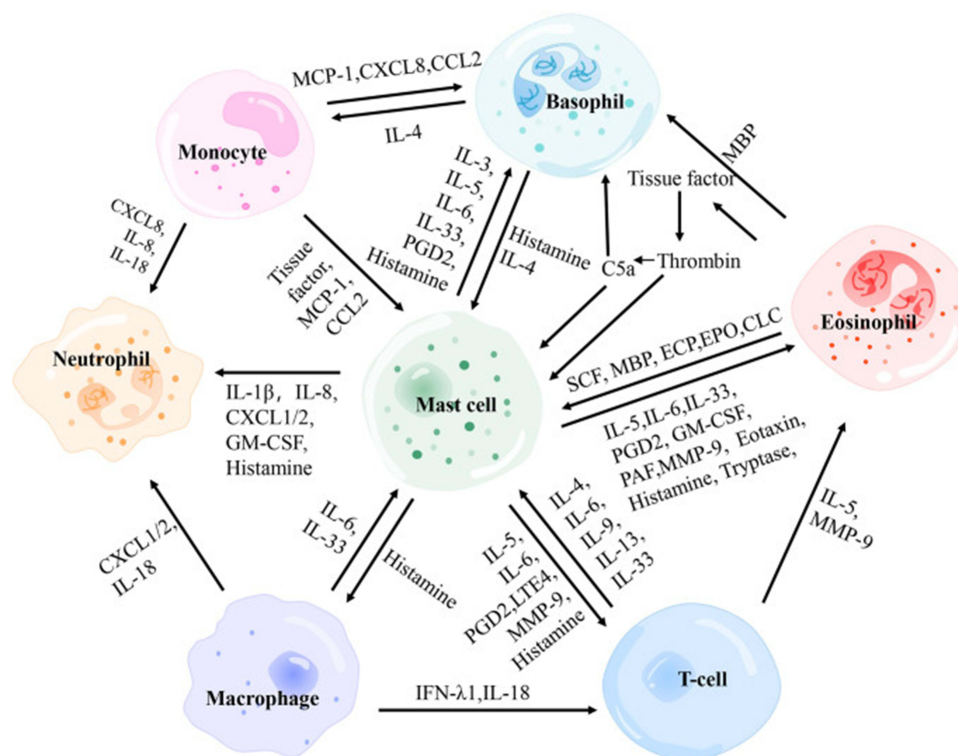 MCP-1,CXCL8,CCL2
Basophil
IL-4
Monocyte
MBP
Tissue factor
IL-3,
IL-5,
IL-6,
IL-33,
PGD2,
Histamine
Histamine
IL-4
C5a
Thrombin
CXCL8,
IL-8,
IL-18
Tissue
factor,
MCP-1,
CCL2
Eosinophil
Neutrophil
Mast cell
SCF, MBP, ECP,EPO,CLC
IL-1β, IL-8,
CXCL1/2,
GM-CSF,
Histamine
IL-5,IL-6,IL-33,
PGD2, GM-CSF,
PAF,MMP-9, Eotaxin,
Histamine, Tryptase,
IL-5,
MMP-9
CXCL1/2,
IL-18
IL-6,
IL-33
Histamine
IL-5,
IL-6,
PGD2,LTE4,
MMP-9,
Histamine
IL-4,
IL-6,
IL-9,
IL-13,
IL-33
Macrophage
IFN-λ1,IL-18
T-cell